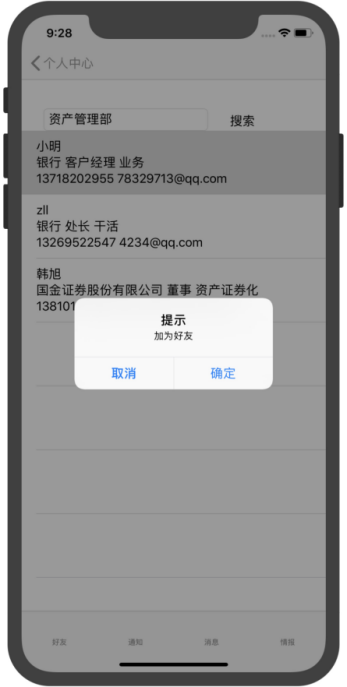 9:28
个人中心
资产管理部 搜索
小明
银行 客户经理 业务
13718202955 78329713@qq.com
zll
银行 处长 干活
13269522547 4234@qq.com
韩旭
国金证券股份有限公司 董事 资产证券化
13810
提示
加为好友
取消 确定
好友 通知 消息 情报